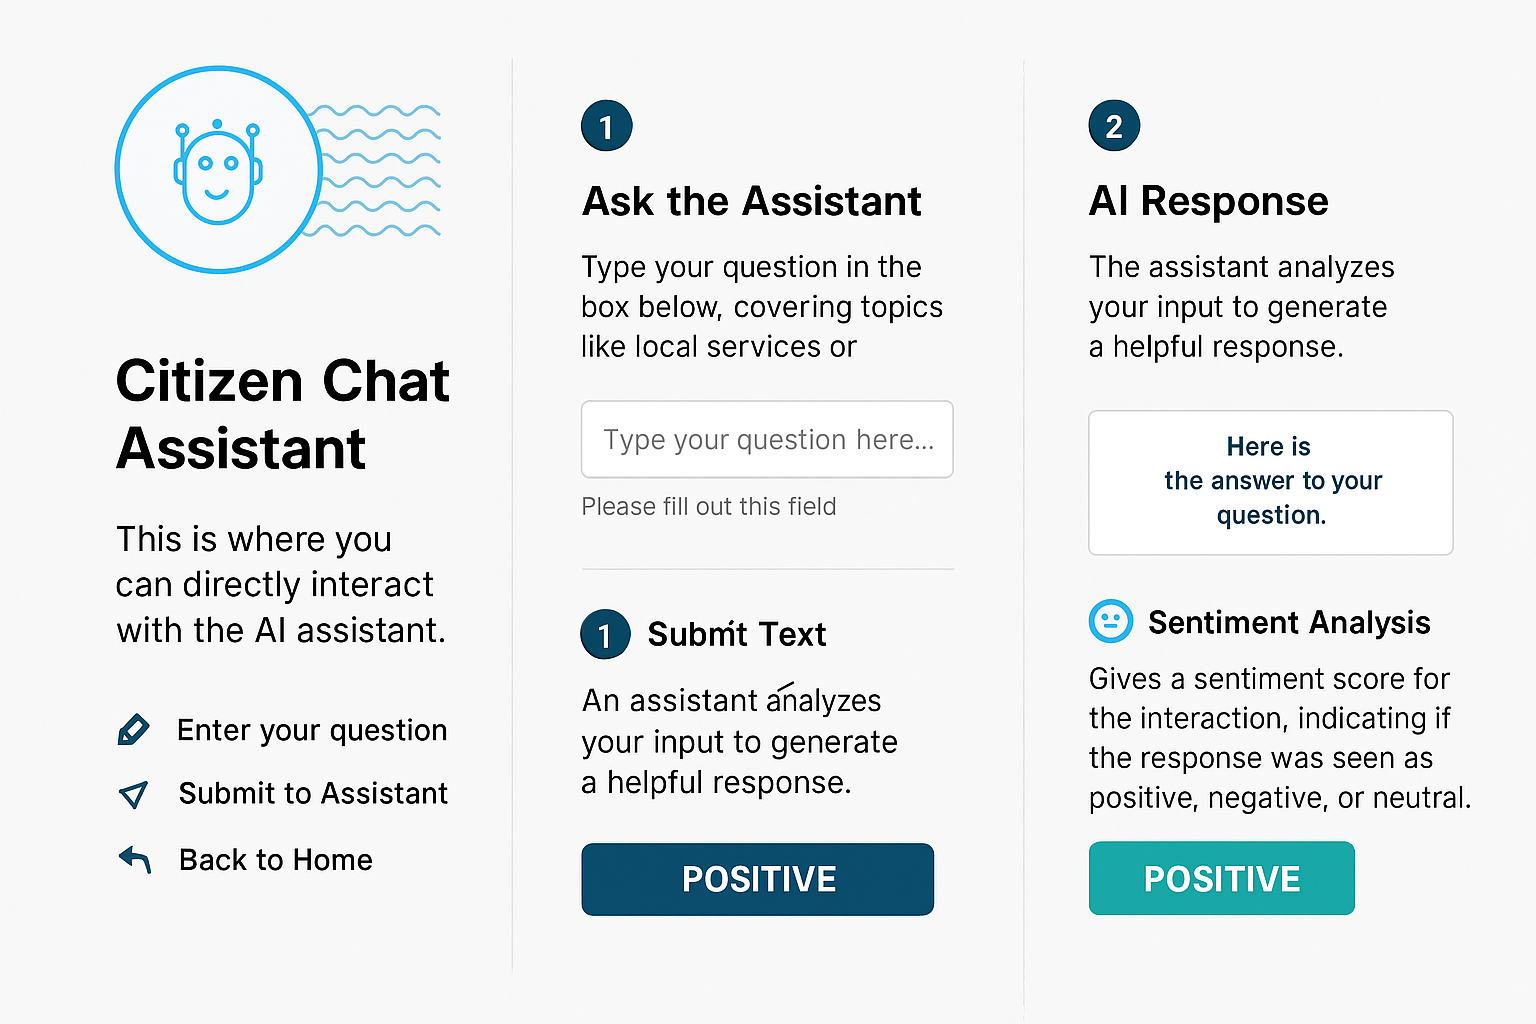 Citizen Chat
Assistant
This is where you
can directly interact
with the AI assistant.
Enter your question
Submit to Assistant
Back to Home
1
Ask the Assistant
Type your question in the
box below, covering topics
like local services or
Type your question here...
Please fill out this field
1 Submit Text
An assistant analyzes
your input to generate
a helpful response.
POSITIVE
2
AI Response
The assistant analyzes
your input to generate
a helpful response.
Here is
the answer to your
question.
Sentiment Analysis
Gives a sentiment score for
the interaction, indicating if
the response was seen as
positive, negative, or neutral.
POSITIVE